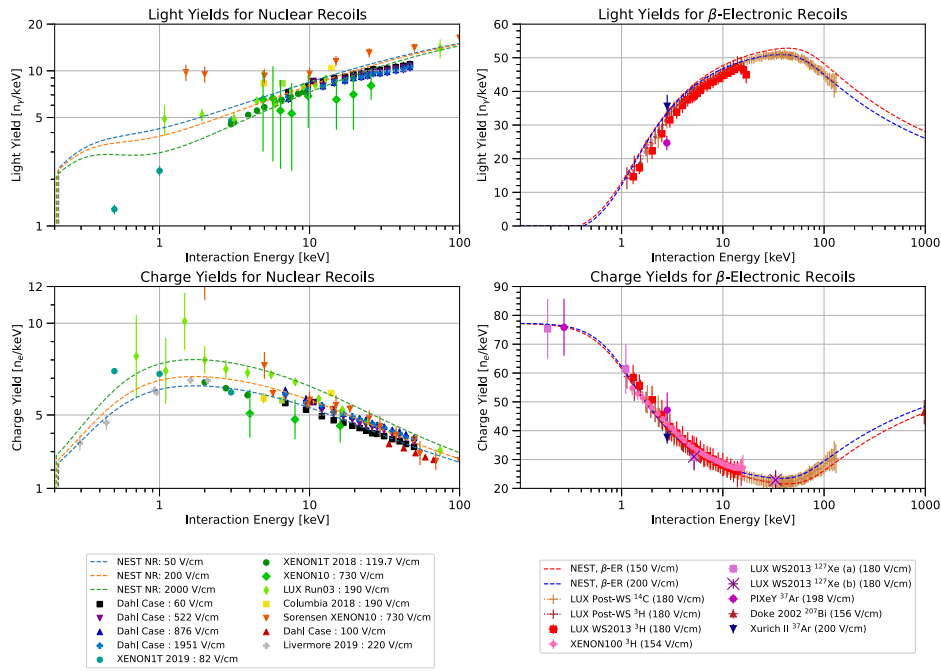 Light Yields for Nuclear Recoils
Light Yield [nγ/keV]
20
10
5
2
1
1
10
100
Interaction Energy [keV]
Light Yields for β-Electronic Recoils
Light Yield [nγ/keV]
60
50
40
30
20
10
0
1
10
100
1000
Interaction Energy [keV]
Charge Yields for Nuclear Recoils
Charge Yield [nₑ/keV]
12
10
5
1
1
10
100
Interaction Energy [keV]
Charge Yields for β-Electronic Recoils
Charge Yield [nₑ/keV]
90
80
70
60
50
40
30
20
1
10
100
1000
Interaction Energy [keV]
NEST NR: 50 V/cm
NEST NR: 200 V/cm
NEST NR: 2000 V/cm
Dahl Case : 60 V/cm
Dahl Case : 522 V/cm
Dahl Case : 876 V/cm
Dahl Case : 1951 V/cm
XENON1T 2019 : 82 V/cm
XENON1T 2018 : 119.7 V/cm
XENON10 : 730 V/cm
LUX Run03 : 190 V/cm
Columbia 2018 : 190 V/cm
Sorensen XENON10 : 730 V/cm
Dahl Case : 100 V/cm
Livermore 2019 : 220 V/cm
NEST, β-ER (150 V/cm)
NEST, β-ER (200 V/cm)
LUX Post-WS ¹⁴C (180 V/cm)
LUX Post-WS ³H (180 V/cm)
LUX WS2013 ³H (180 V/cm)
XENON100 ³H (154 V/cm)
LUX WS2013 ¹²⁷Xe (a) (180 V/cm)
LUX WS2013 ¹²⁷Xe (b) (180 V/cm)
PIXeY ³⁷Ar (198 V/cm)
Doke 2002 ²⁰⁷Bi (156 V/cm)
Xurich II ³⁷Ar (200 V/cm)